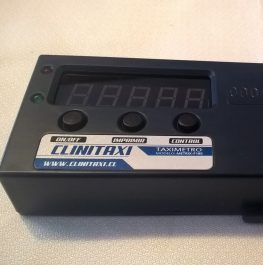 ON/OFF IMPRIMIR CONTROL
CLINITAXI TAXIMETRO
WWW.CLINITAXI.CL